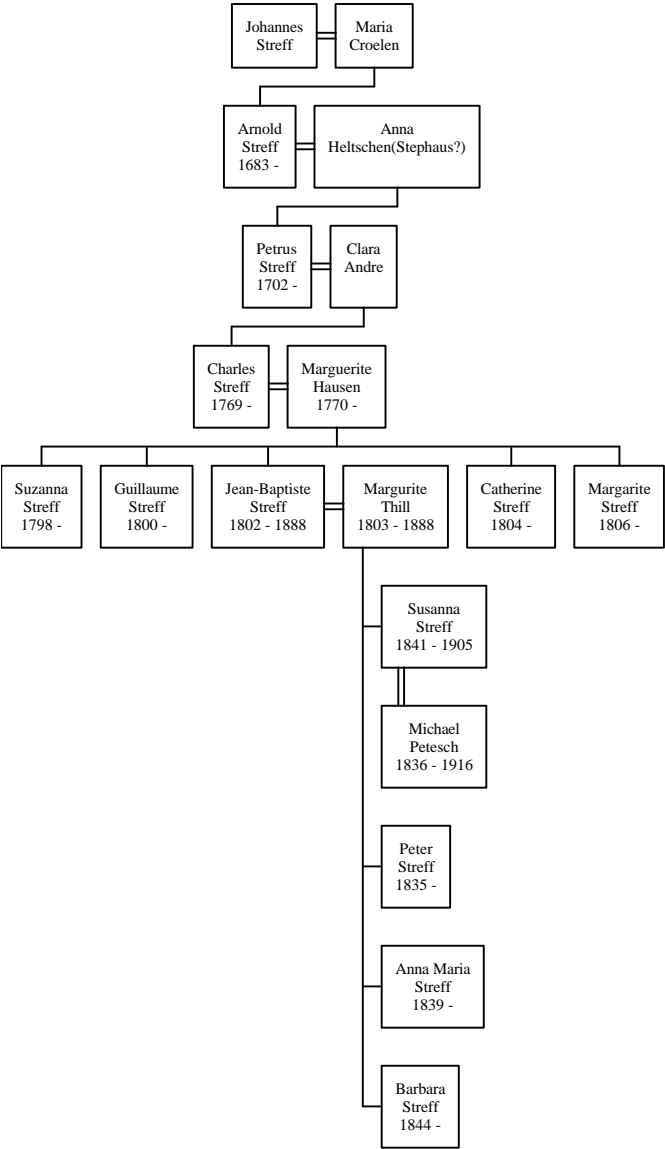 Johannes
Streff
Maria
Croelen
Arnold
Streff
1683 -
Anna
Heltschen(Stephaus?)
Petrus
Streff
1702 -
Clara
Andre
Charles
Streff
1769 -
Marguerite
Hausen
1770 -
Suzanna
Streff
1798 -
Guillaume
Streff
1800 -
Jean-Baptiste
Streff
1802 - 1888
Margurite
Thill
1803 - 1888
Catherine
Streff
1804 -
Margarite
Streff
1806 -
Susanna
Streff
1841 - 1905
Michael
Petesch
1836 - 1916
Peter
Streff
1835 -
Anna Maria
Streff
1839 -
Barbara
Streff
1844 -